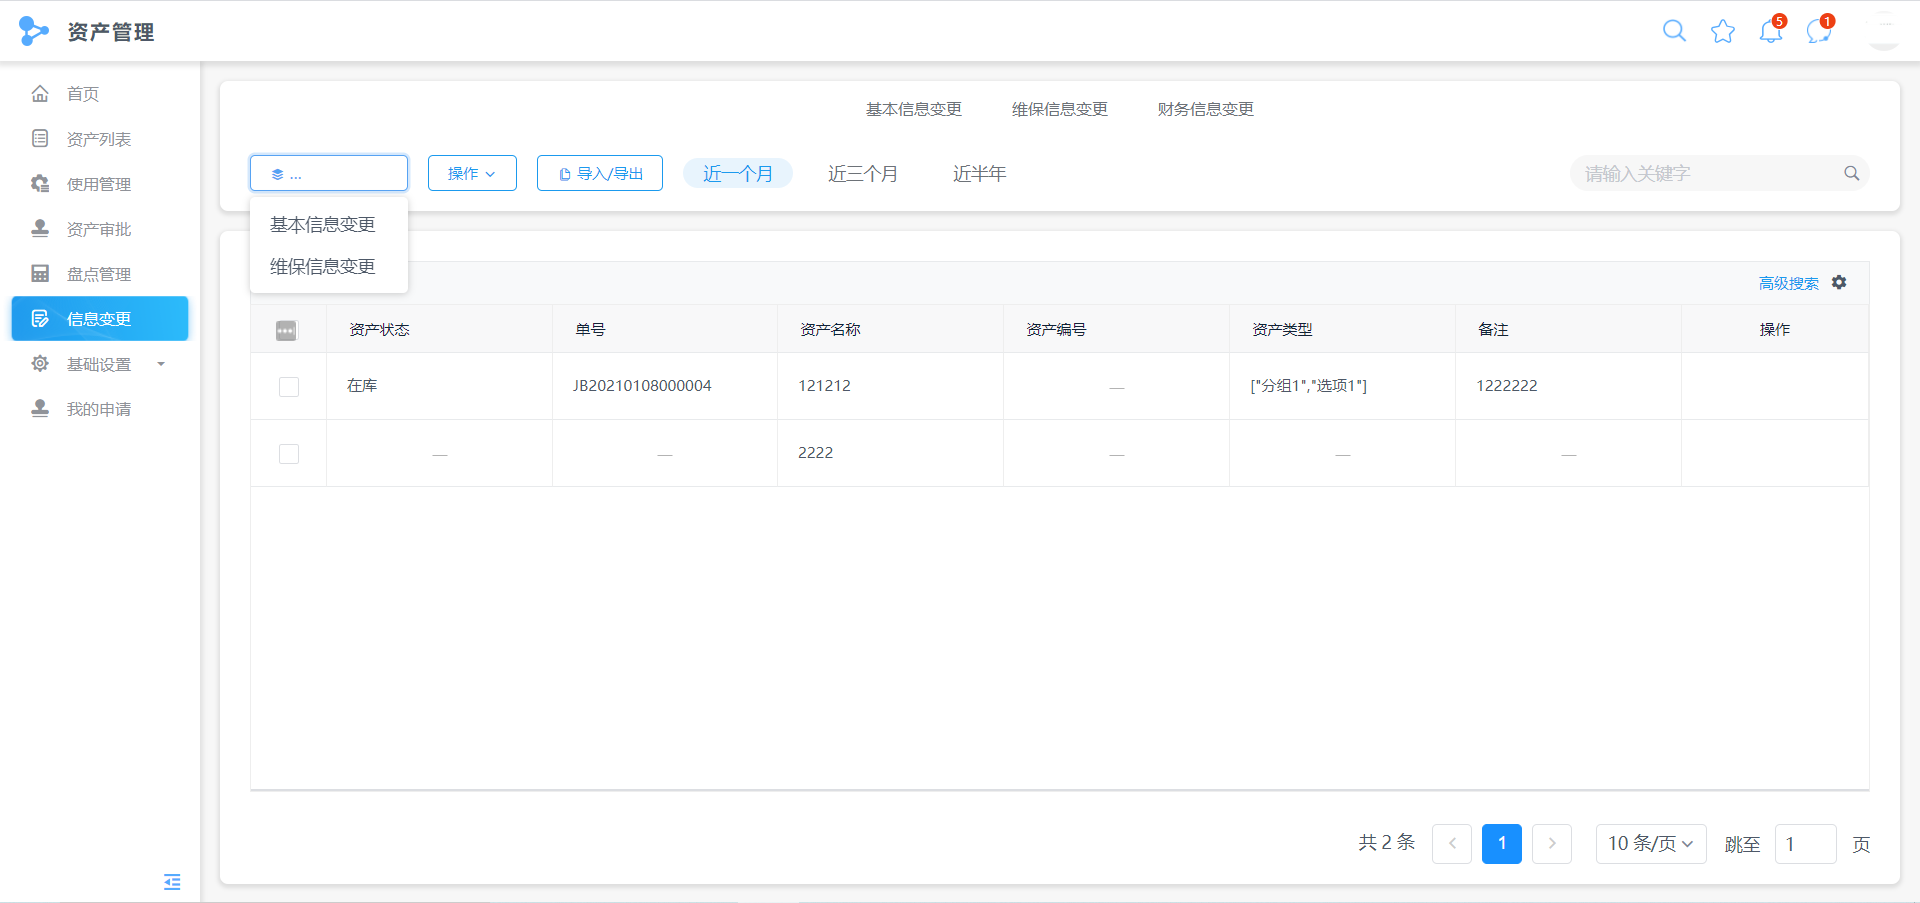 资产管理
5
1
首页
资产列表
使用管理
资产审批
盘点管理
信息变更
基础设置
我的申请
基本信息变更 维保信息变更 财务信息变更
... 操作 导入/导出 近一个月 近三个月 近半年 请输入关键字
基本信息变更
维保信息变更
高级搜索
资产状态 单号 资产名称 资产编号 资产类型 备注 操作
在库 JB20210108000004 121212 — ["分组1","选项1"] 1222222
— — 2222 — — —
共 2 条 1 10 条/页 跳至 1 页